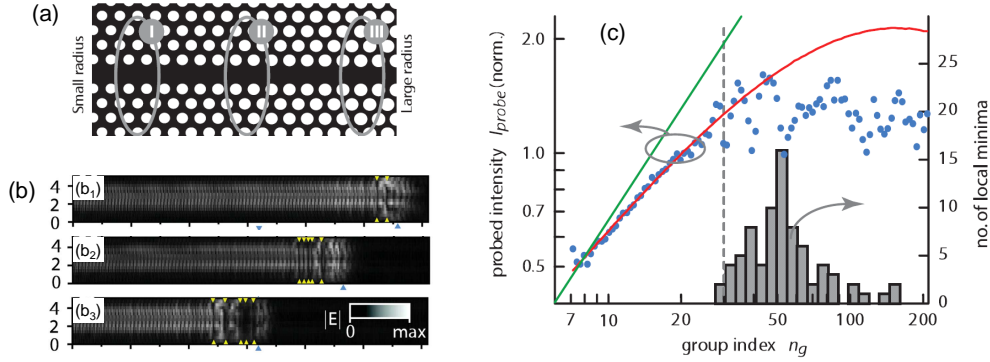 (a)
Small radius
I
II
III
Large radius
(b)
(b₁)
4
2
0
(b₂)
4
2
0
(b₃)
4
2
0
|E|
0 max
(c)
probed intensity I_probe (norm.)
2.0
1.0
0.7
0.5
7 10 20 50 100 200
group index n_g
25
20
15
10
5
0
no. of local minima